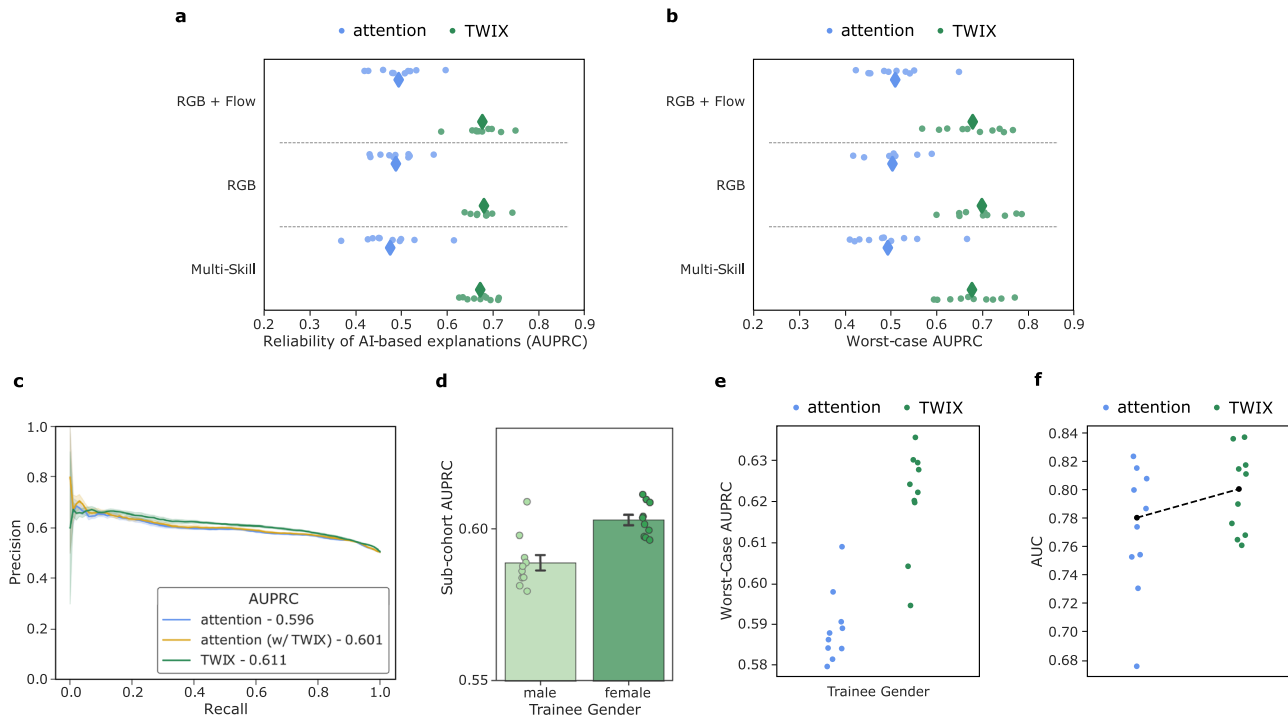 a
attention TWIX
RGB + Flow
RGB
Multi-Skill
0.2 0.3 0.4 0.5 0.6 0.7 0.8 0.9
Reliability of AI-based explanations (AUPRC)
b
attention TWIX
RGB + Flow
RGB
Multi-Skill
0.2 0.3 0.4 0.5 0.6 0.7 0.8 0.9
Worst-case AUPRC
c
Precision
1.0
0.8
0.6
0.4
0.2
0.0
AUPRC
attention - 0.596
attention (w/ TWIX) - 0.601
TWIX - 0.611
0.0 0.2 0.4 0.6 0.8 1.0
Recall
d
Sub-cohort AUPRC
0.60
0.55
male female
Trainee Gender
e
attention TWIX
Worst-Case AUPRC
0.63
0.62
0.61
0.60
0.59
0.58
Trainee Gender
f
attention TWIX
AUC
0.84
0.82
0.80
0.78
0.76
0.74
0.72
0.70
0.68